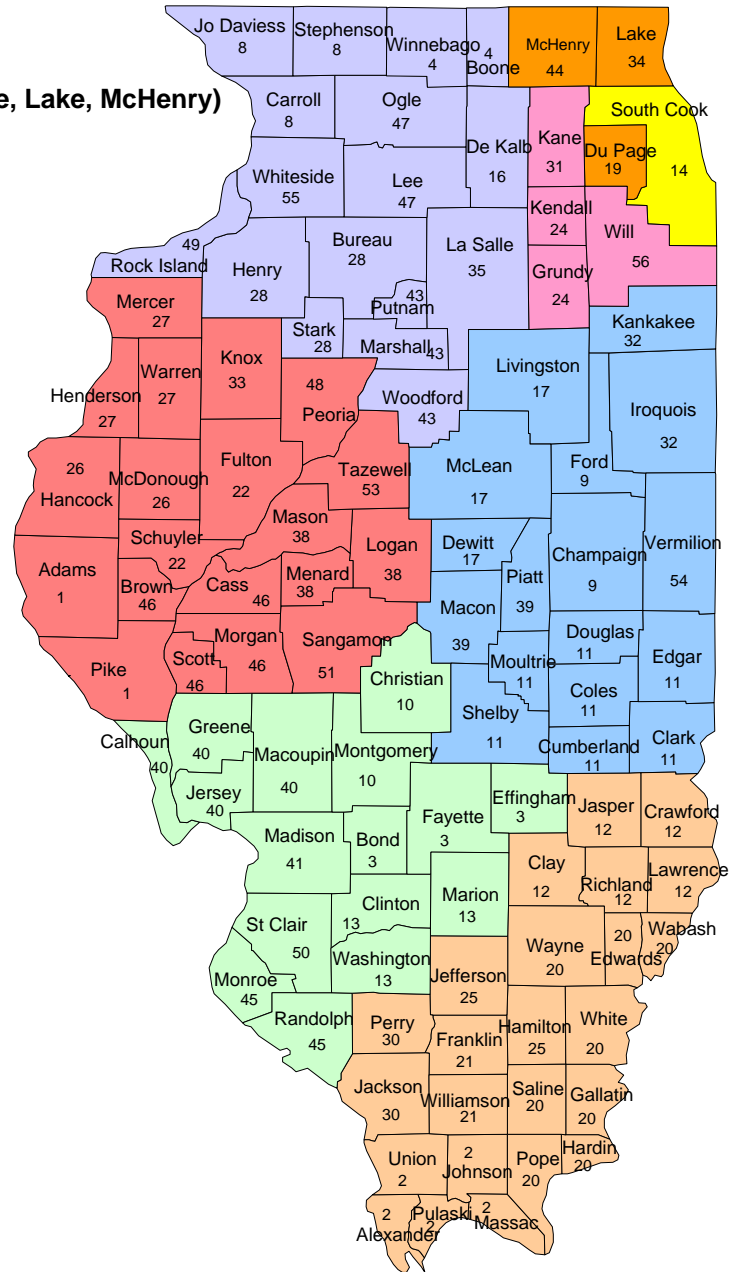 Jo Daviess
8
Stephenson
8
Winnebago
4
4
Boone
McHenry
44
Lake
34
e, Lake, McHenry)
Carroll
8
Ogle
47
De Kalb
16
Kane
31
South Cook
14
Du Page
19
Whiteside
55
Lee
47
Kendall
24
Will
56
49
Rock Island
Henry
28
Bureau
28
La Salle
35
Grundy
24
43
Putnam
Mercer
27
Stark
28
Marshall
43
Kankakee
32
Knox
33
Warren
27
Henderson
27
48
Peoria
Woodford
43
Livingston
17
Iroquois
32
26
Hancock
McDonough
26
Fulton
22
Tazewell
53
McLean
17
Ford
9
Mason
38
Schuyler
22
Logan
38
Dewitt
17
Piatt
39
Champaign
9
Vermilion
54
Adams
1
Brown
46
Cass
46
Menard
38
Macon
39
Douglas
11
Morgan
46
Scott
46
Sangamon
51
Moultrie
11
Edgar
11
Pike
1
Christian
10
Coles
11
Shelby
11
Cumberland
11
Clark
11
Calhoun
40
Greene
40
Macoupin
40
Montgomery
10
Jersey
40
Fayette
3
Effingham
3
Jasper
12
Crawford
12
Madison
41
Bond
3
Clay
12
Richland
12
Lawrence
12
Marion
13
Clinton
13
St Clair
50
Washington
13
Wayne
20
20
Edwards
Wabash
20
Jefferson
25
Monroe
45
Randolph
45
Perry
30
Franklin
21
Hamilton
25
White
20
Jackson
30
Williamson
21
Saline
20
Gallatin
20
Union
2
2
Johnson
Pope
20
Hardin
20
2
Alexander
Pulaski
2
2
Massac